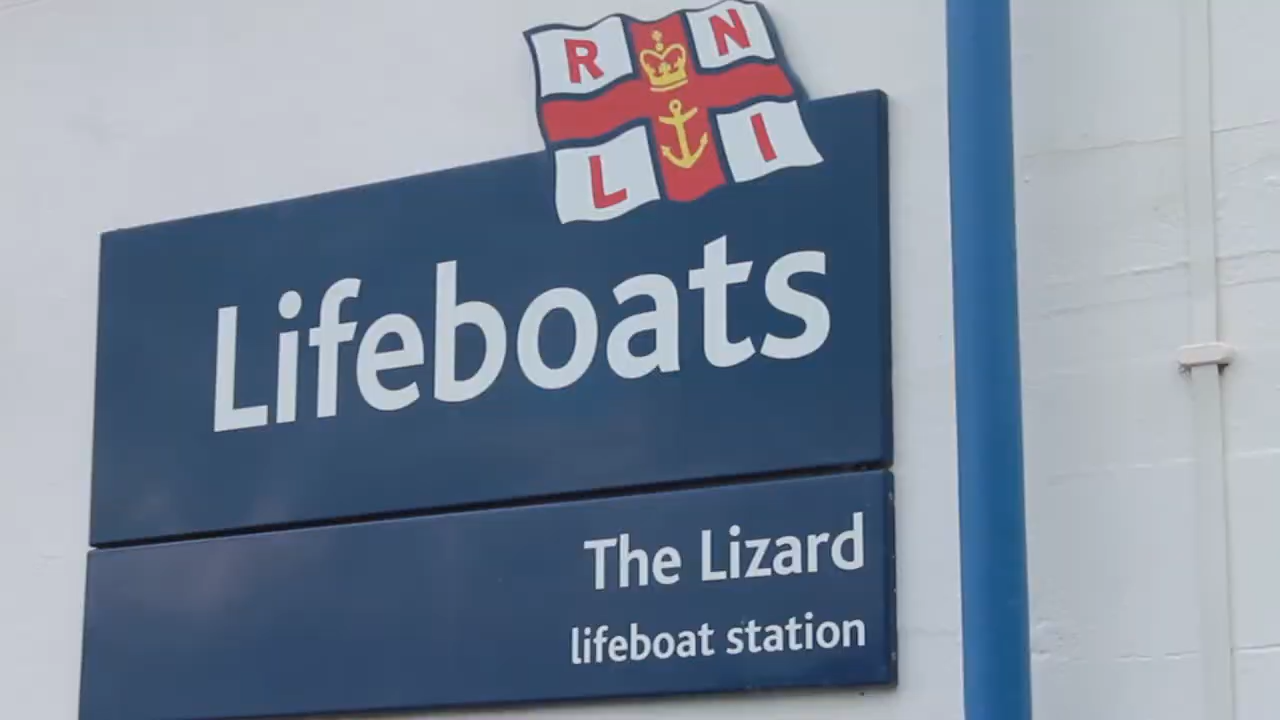 R N
L I
Lifeboats
The Lizard
lifeboat station